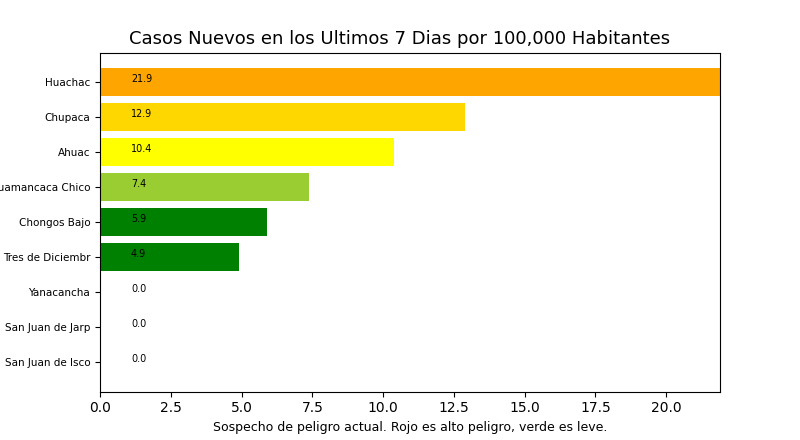 Casos Nuevos en los Ultimos 7 Dias por 100,000 Habitantes
Huachac 21.9
Chupaca 12.9
Ahuac 10.4
uamancaca Chico 7.4
Chongos Bajo 5.9
Tres de Diciembr 4.9
Yanacancha 0.0
San Juan de Jarp 0.0
San Juan de Isco 0.0
0.0 2.5 5.0 7.5 10.0 12.5 15.0 17.5 20.0
Sospecho de peligro actual. Rojo es alto peligro, verde es leve.